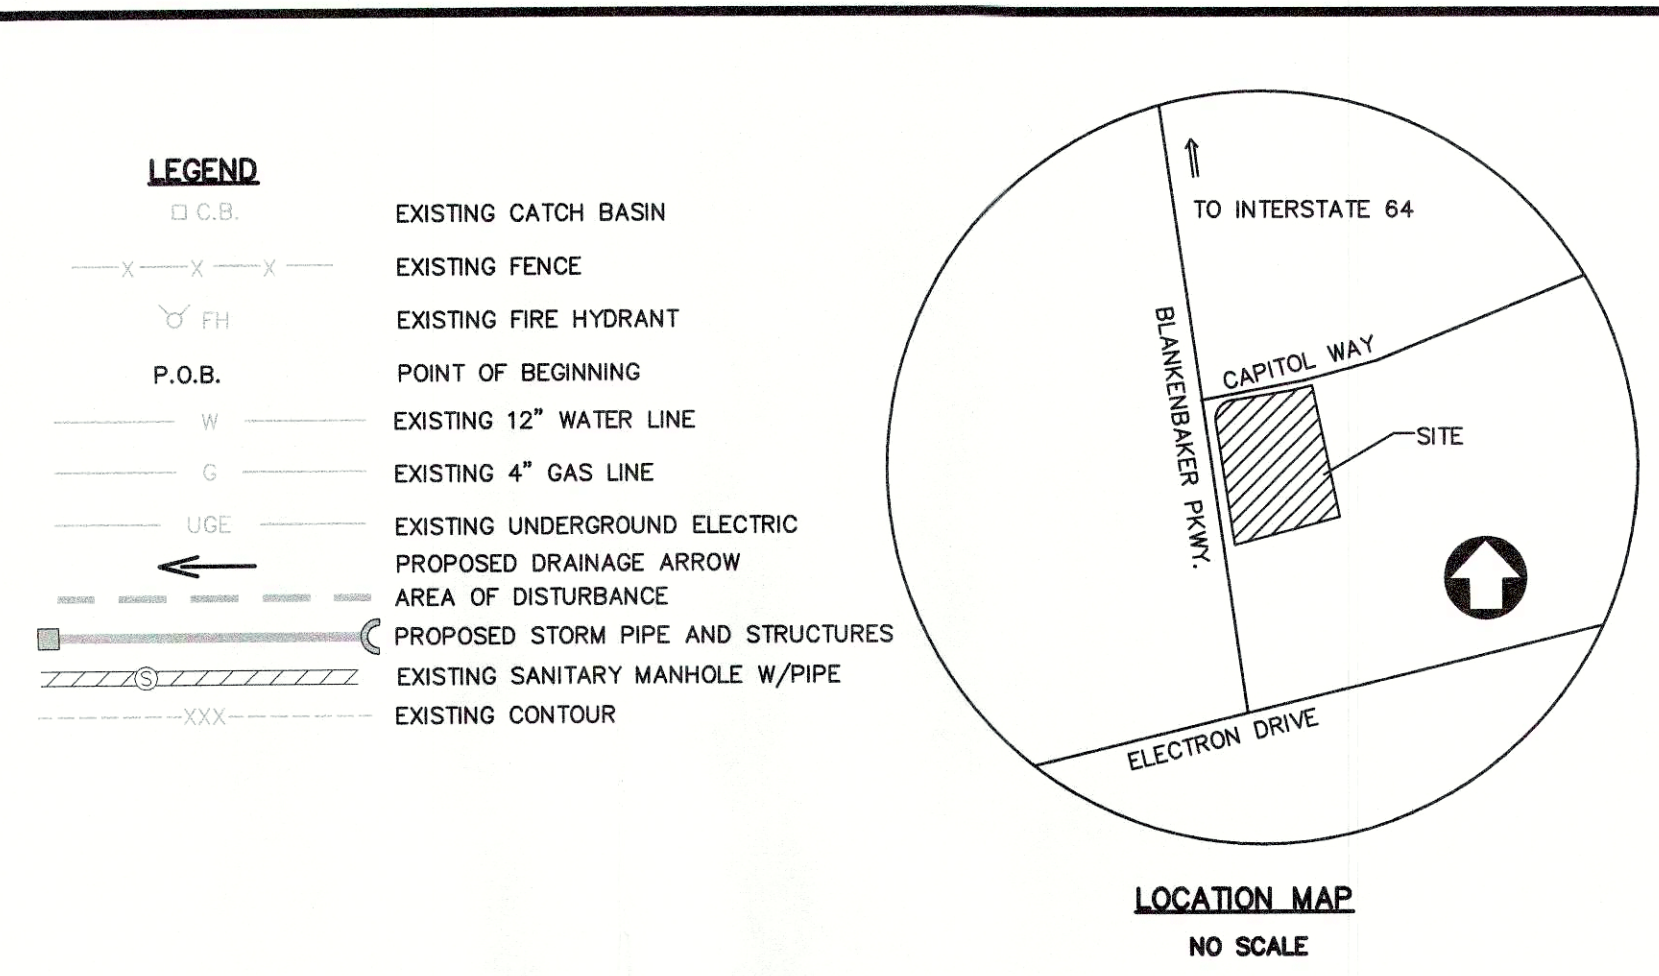 LEGEND
□ C.B. EXISTING CATCH BASIN
X X X EXISTING FENCE
FH EXISTING FIRE HYDRANT
P.O.B. POINT OF BEGINNING
W EXISTING 12" WATER LINE
G EXISTING 4" GAS LINE
UGE EXISTING UNDERGROUND ELECTRIC
PROPOSED DRAINAGE ARROW
AREA OF DISTURBANCE
PROPOSED STORM PIPE AND STRUCTURES
S EXISTING SANITARY MANHOLE W/PIPE
XXX EXISTING CONTOUR
TO INTERSTATE 64
BLANKENBAKER PKWY.
CAPITOL WAY
SITE
ELECTRON DRIVE
LOCATION MAP
NO SCALE